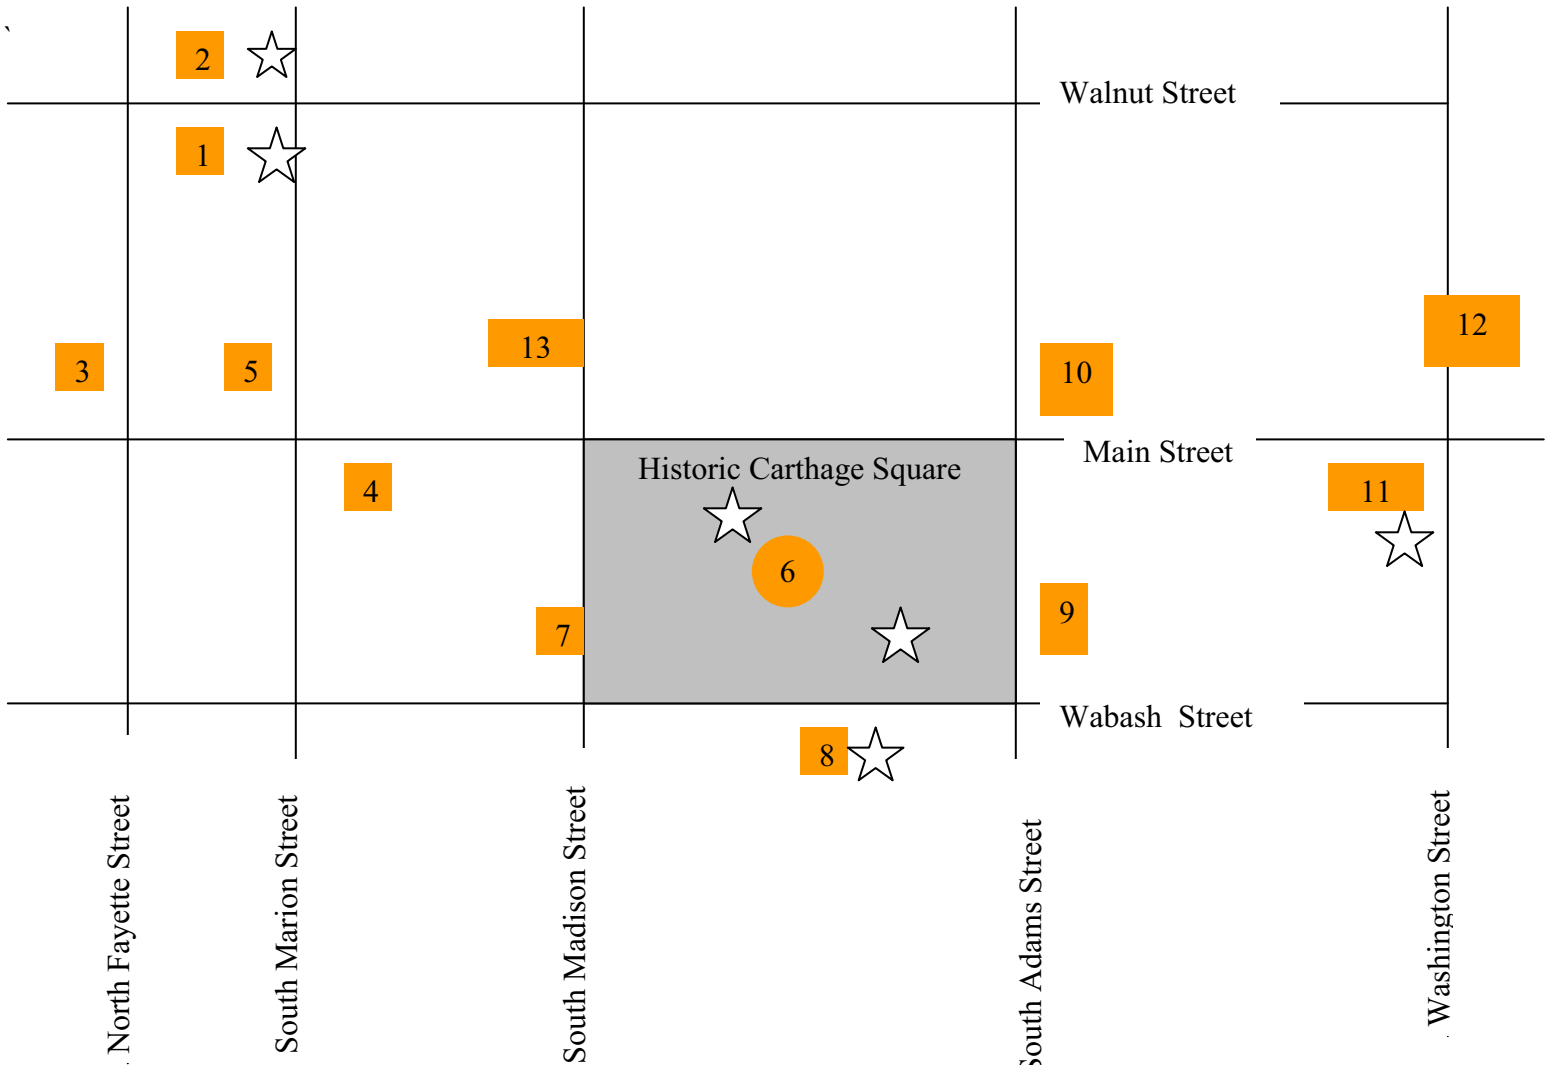 `
2
Walnut Street
1
12
13
3
5
10
Main Street
Historic Carthage Square
4
11
6
9
7
Wabash Street
8
North Fayette Street
South Marion Street
South Madison Street
South Adams Street
Washington Street